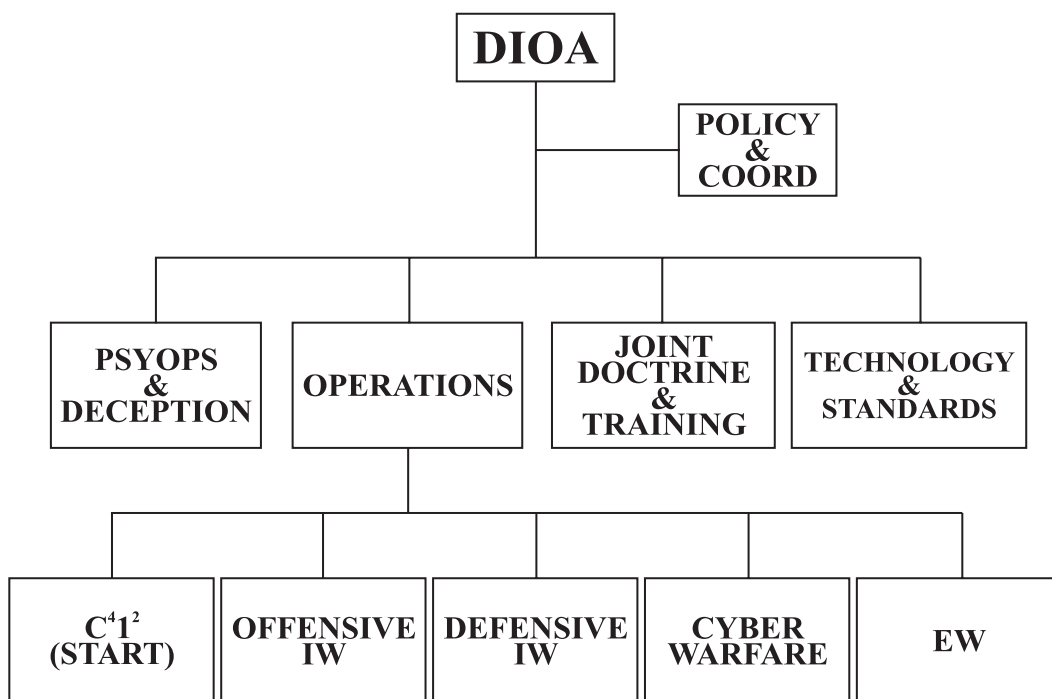 DIOA
POLICY
&
COORD
PSYOPS
&
DECEPTION
OPERATIONS
JOINT
DOCTRINE
&
TRAINING
TECHNOLOGY
&
STANDARDS
C⁴1²
(START)
OFFENSIVE
IW
DEFENSIVE
IW
CYBER
WARFARE
EW